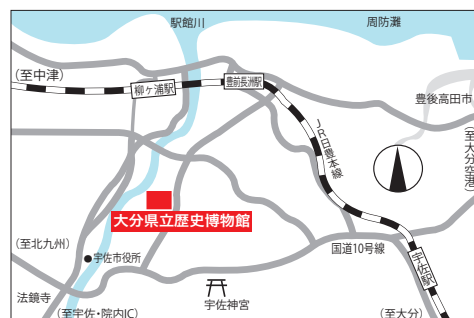 駅館川
周防灘
(至中津)
柳ヶ浦駅
豊前長洲駅
豊後高田市
JR日豊本線
(至大分空港)
大分県立歴史博物館
(至北九州)
宇佐市役所
国道10号線
宇佐駅
法鏡寺
宇佐神宮
(至宇佐・院内IC)
(至大分)